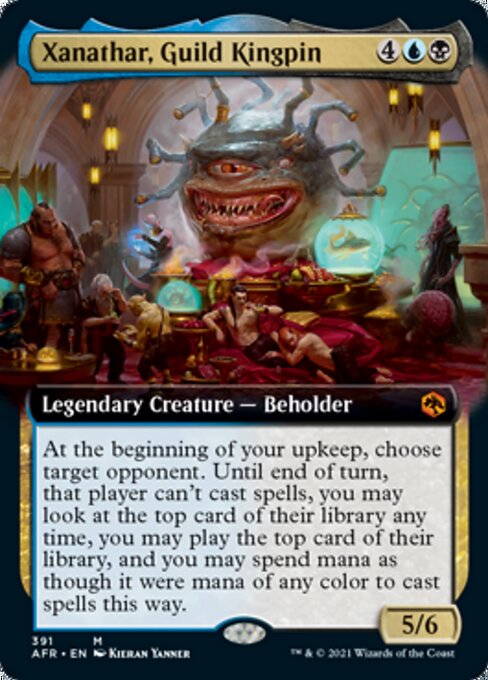 Xanathar, Guild Kingpin 4
Legendary Creature — Beholder
At the beginning of your upkeep, choose
target opponent. Until end of turn,
that player can't cast spells, you may
look at the top card of their library any
time, you may play the top card of their
library, and you may spend mana as
though it were mana of any color to cast
spells this way.
5/6
391 M
AFR • EN KIERAN YANNER
™ & © 2021 Wizards of the Coast